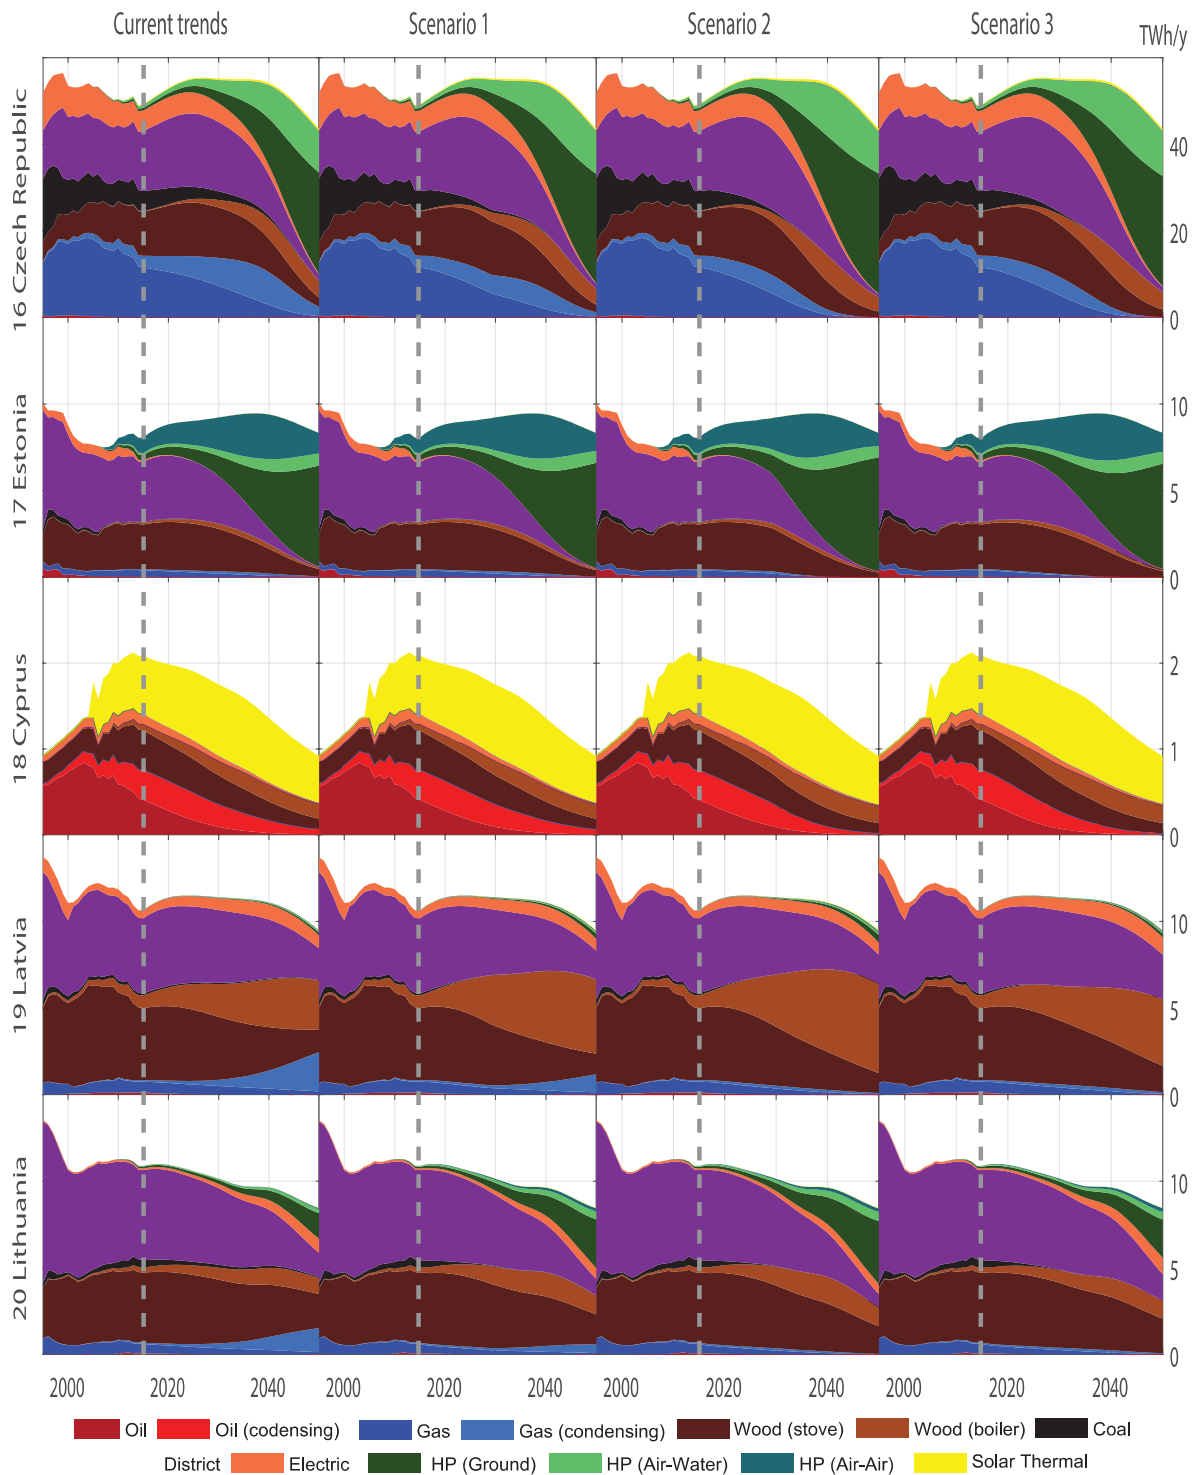 Current trends Scenario 1 Scenario 2 Scenario 3 TWh/y
16 Czech Republic
40
20
0
17 Estonia
10
5
0
18 Cyprus
2
1
0
19 Latvia
10
5
0
20 Lithuania
10
5
0
2000 2020 2040 2000 2020 2040 2000 2020 2040 2000 2020 2040
Oil Oil (codensing) Gas Gas (condensing) Wood (stove) Wood (boiler) Coal
District Electric HP (Ground) HP (Air-Water) HP (Air-Air) Solar Thermal